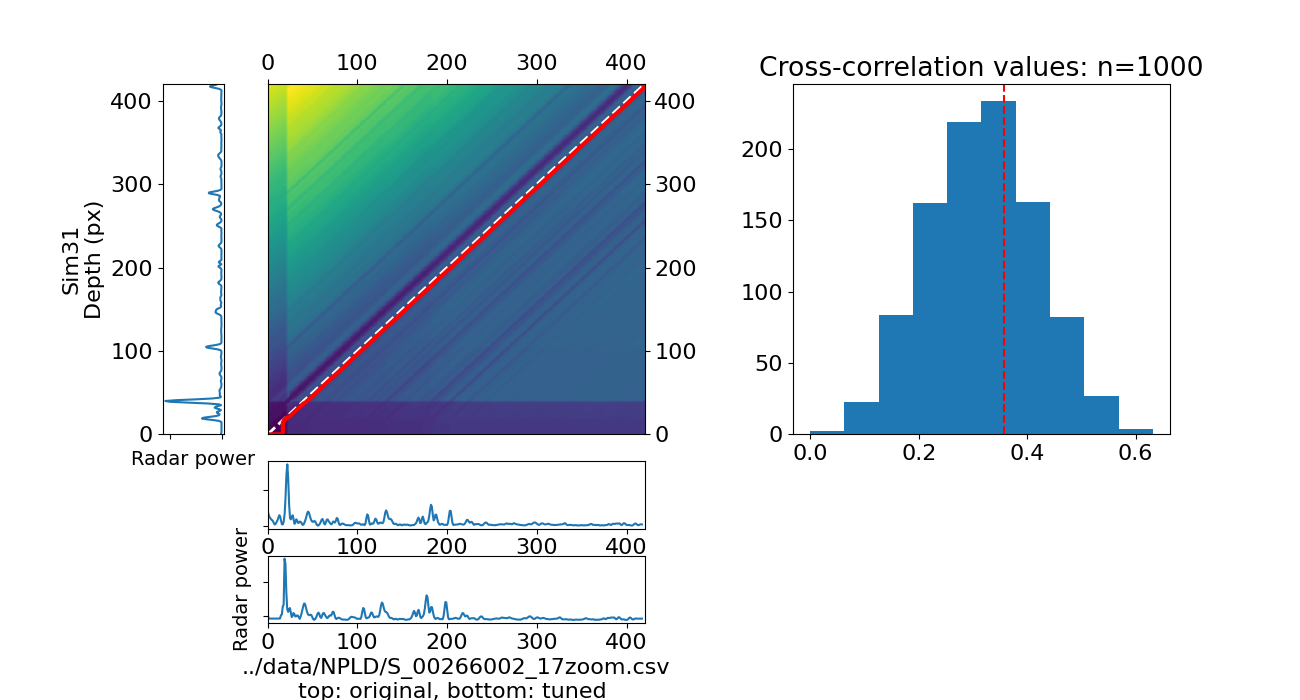 0 100 200 300 400
Cross-correlation values: n=1000
400 400
300 300
200 200
100 100
0 0
Sim31
Depth (px)
Radar power
200
150
100
50
0
0.0 0.2 0.4 0.6
0 100 200 300 400
Radar power
0 100 200 300 400
../data/NPLD/S_00266002_17zoom.csv
top: original, bottom: tuned